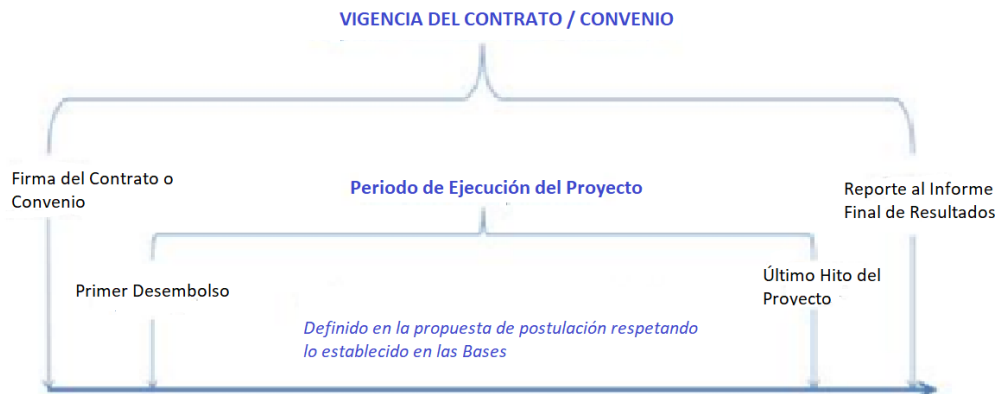 VIGENCIA DEL CONTRATO / CONVENIO
Firma del Contrato o
Convenio
Periodo de Ejecución del Proyecto
Reporte al Informe
Final de Resultados
Primer Desembolso
Último Hito del
Proyecto
Definido en la propuesta de postulación respetando
lo establecido en las Bases